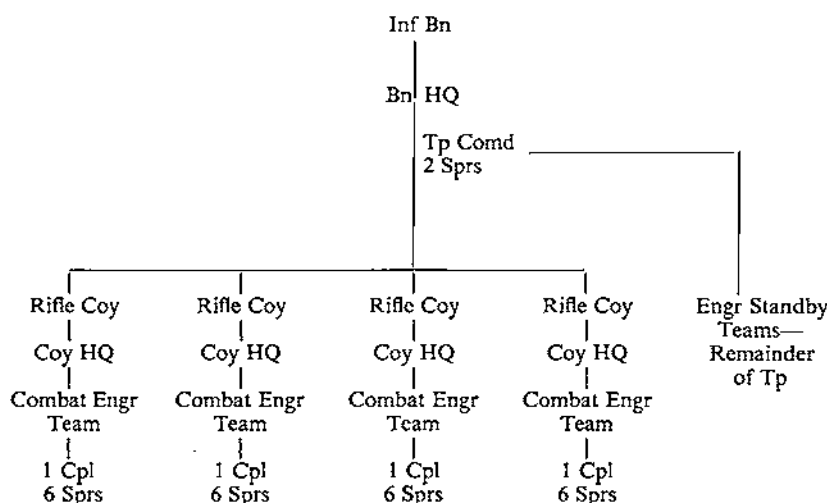 Inf Bn
Bn HQ
Tp Comd
2 Sprs
Rifle Coy
Coy HQ
Combat Engr
Team
1 Cpl
6 Sprs
Rifle Coy
Coy HQ
Combat Engr
Team
1 Cpl
6 Sprs
Rifle Coy
Coy HQ
Combat Engr
Team
1 Cpl
6 Sprs
Rifle Coy
Coy HQ
Combat Engr
Team
1 Cpl
6 Sprs
Engr Standby
Teams—
Remainder
of Tp